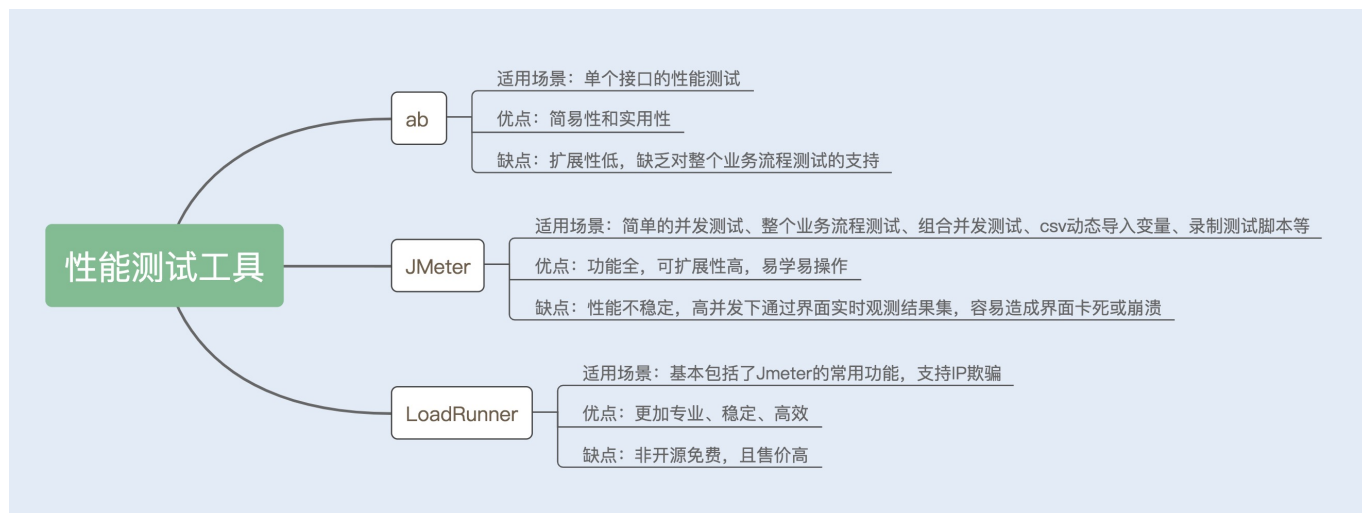 性能测试工具
ab
适用场景：单个接口的性能测试
优点：简易性和实用性
缺点：扩展性低，缺乏对整个业务流程测试的支持
JMeter
适用场景：简单的并发测试、整个业务流程测试、组合并发测试、csv动态导入变量、录制测试脚本等
优点：功能全，可扩展性高，易学易操作
缺点：性能不稳定，高并发下通过界面实时观测结果集，容易造成界面卡死或崩溃
LoadRunner
适用场景：基本包括了Jmeter的常用功能，支持IP欺骗
优点：更加专业、稳定、高效
缺点：非开源免费，且售价高